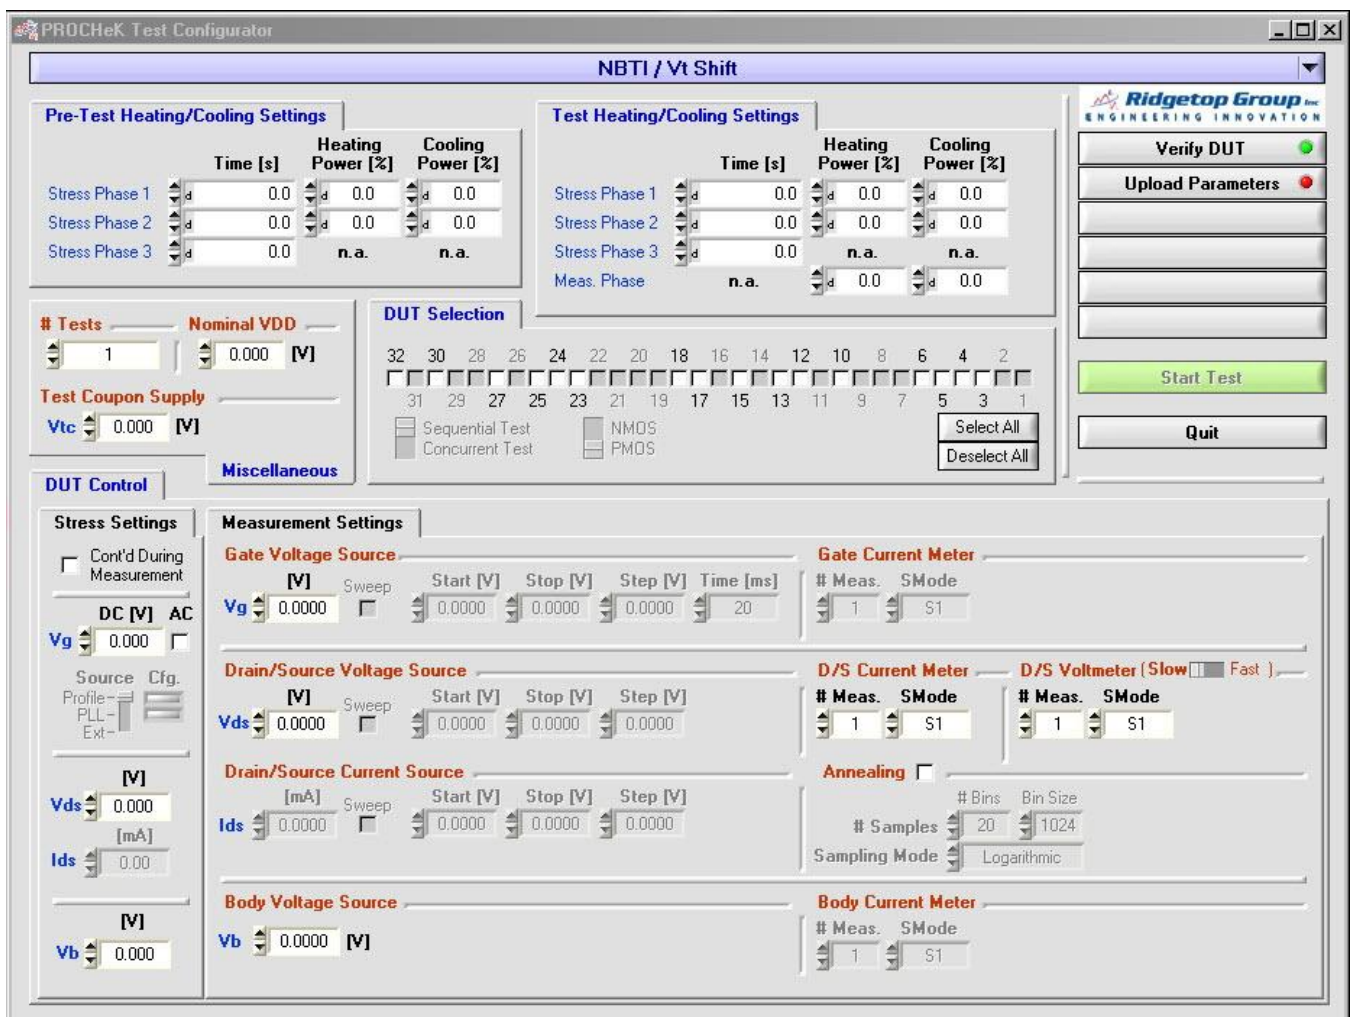 PROCHeK Test Configurator
NBTI / Vt Shift
Pre-Test Heating/Cooling Settings
Time [s] Heating Power [%] Cooling Power [%]
Stress Phase 1 d 0.0 d 0.0 d 0.0
Stress Phase 2 d 0.0 d 0.0 d 0.0
Stress Phase 3 d 0.0 n.a. n.a.
Test Heating/Cooling Settings
Time [s] Heating Power [%] Cooling Power [%]
Stress Phase 1 d 0.0 d 0.0 d 0.0
Stress Phase 2 d 0.0 d 0.0 d 0.0
Stress Phase 3 d 0.0 n.a. n.a.
Meas. Phase n.a. d 0.0 d 0.0
Ridgetop Group Inc
ENGINEERING INNOVATION
Verify DUT
Upload Parameters
Start Test
Quit
# Tests Nominal VDD
1 0.000 [V]
Test Coupon Supply
Vtc 0.000 [V]
Miscellaneous
DUT Selection
32 30 28 26 24 22 20 18 16 14 12 10 8 6 4 2
31 29 27 25 23 21 19 17 15 13 11 9 7 5 3 1
Sequential Test NMOS Select All
Concurrent Test PMOS Deselect All
DUT Control
Stress Settings
Cont'd During
Measurement
DC [V] AC
Vg 0.000
Source Cfg.
Profile
PLL
Ext
[V]
Vds 0.000
[mA]
Ids 0.00
[V]
Vb 0.000
Measurement Settings
Gate Voltage Source
[V] Sweep Start [V] Stop [V] Step [V] Time [ms]
Vg 0.0000 0.0000 0.0000 0.0000 20
Gate Current Meter
# Meas. SMode
1 S1
Drain/Source Voltage Source
[V] Sweep Start [V] Stop [V] Step [V]
Vds 0.0000 0.0000 0.0000 0.0000
D/S Current Meter
# Meas. SMode
1 S1
D/S Voltmeter (Slow Fast )
# Meas. SMode
1 S1
Drain/Source Current Source
[mA] Sweep Start [V] Stop [V] Step [V]
Ids 0.0000 0.0000 0.0000 0.0000
Annealing
# Bins Bin Size
# Samples 20 1024
Sampling Mode Logarithmic
Body Voltage Source
Vb 0.0000 [V]
Body Current Meter
# Meas. SMode
1 S1